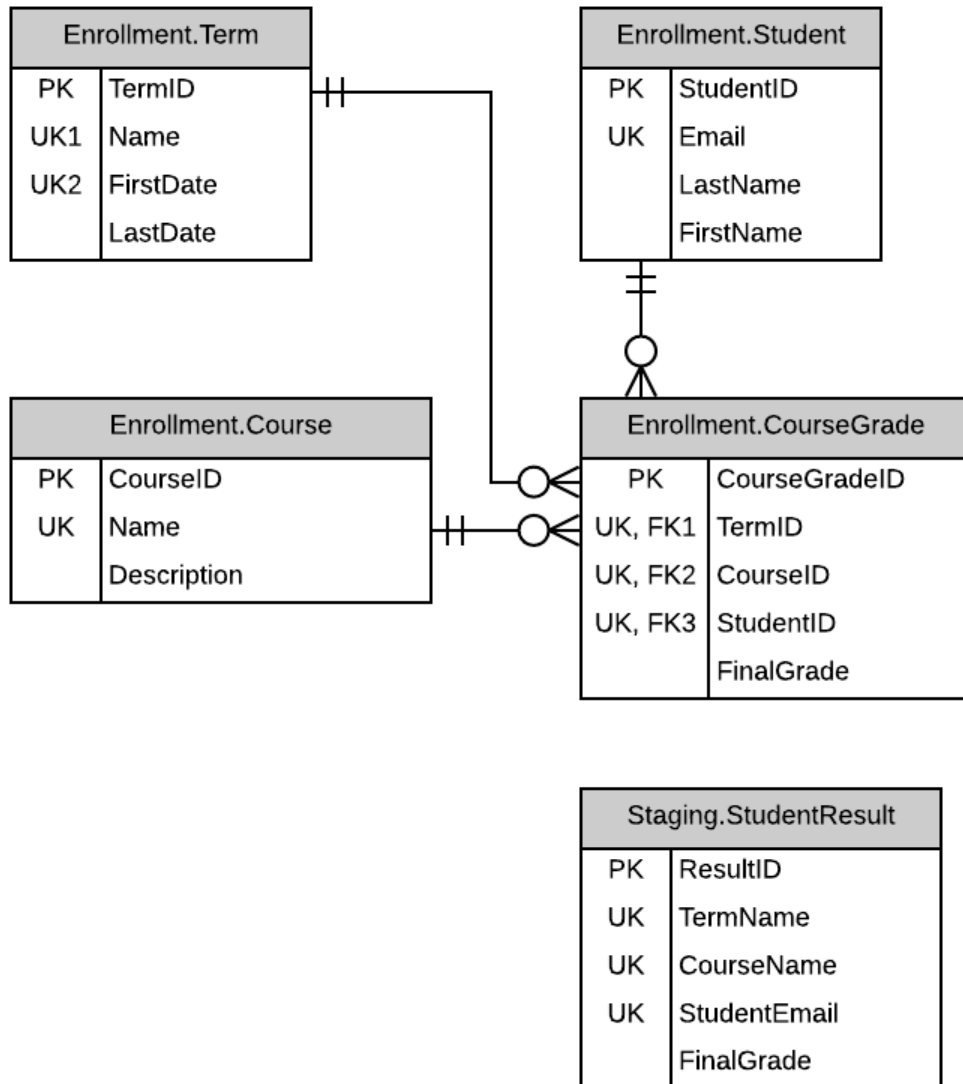 Enrollment.Term
PK TermID
UK1 Name
UK2 FirstDate
LastDate
Enrollment.Student
PK StudentID
UK Email
LastName
FirstName
Enrollment.Course
PK CourseID
UK Name
Description
Enrollment.CourseGrade
PK CourseGradeID
UK, FK1 TermID
UK, FK2 CourseID
UK, FK3 StudentID
FinalGrade
Staging.StudentResult
PK ResultID
UK TermName
UK CourseName
UK StudentEmail
FinalGrade